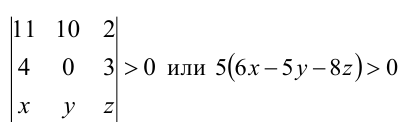 |11 10 2|
|4 0 3| > 0 или 5(6x − 5y − 8z) > 0
|x y z|